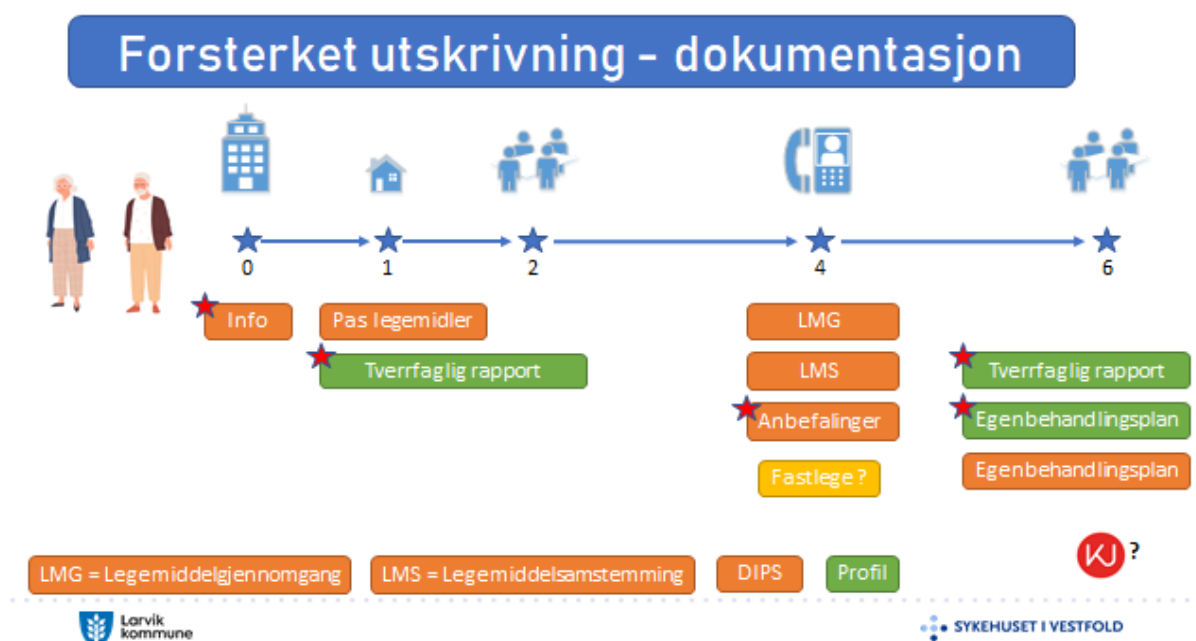 Forsterket utskrivning - dokumentasjon
0
1
2
4
6
Info
Pas legemidler
LMG
Tverrfaglig rapport
LMS
Tverrfaglig rapport
Anbefalinger
Egenbehandlingsplan
Fastlege ?
Egenbehandlingsplan
KJ ?
LMG = Legemiddelgjennomgang
LMS = Legemiddelsamstemming
DIPS
Profil
Larvik
kommune
SYKEHUSET I VESTFOLD